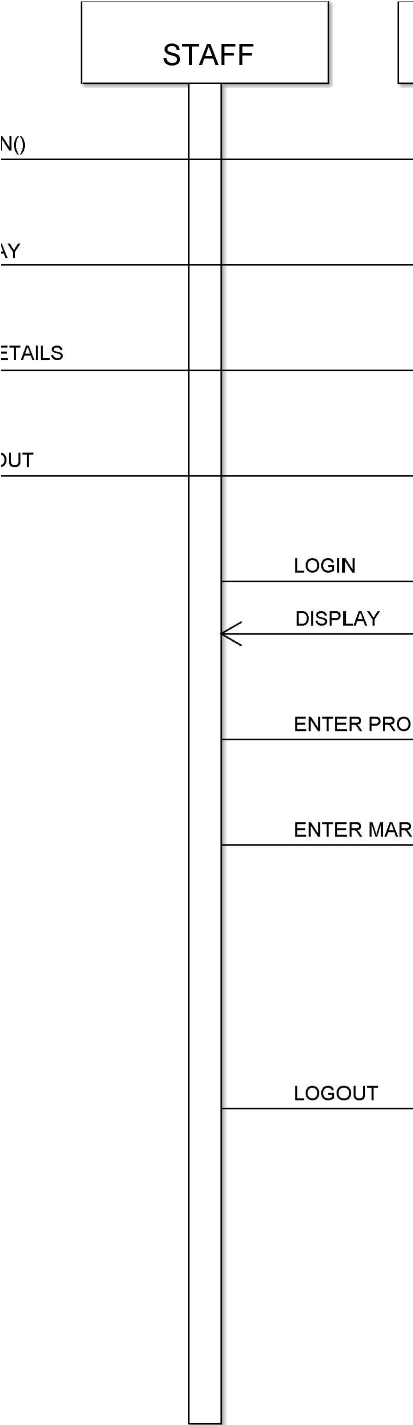 STAFF
N()
AY
ETAILS
OUT
LOGIN
DISPLAY
ENTER PRO
ENTER MAR
LOGOUT